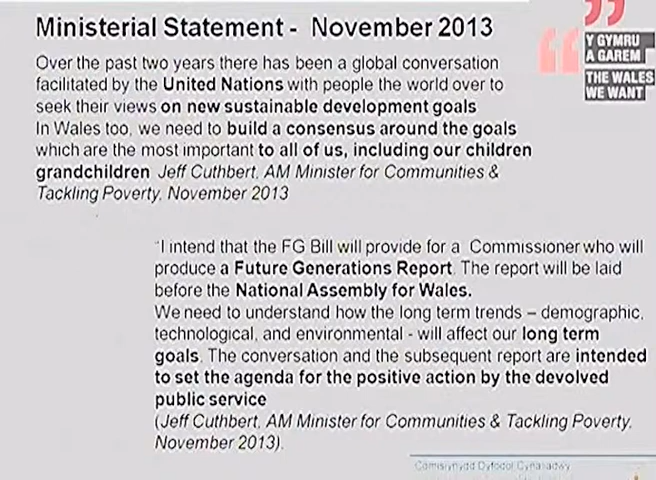 Ministerial Statement - November 2013
Y GYMRU
A GAREM
THE WALES
WE WANT
Over the past two years there has been a global conversation
facilitated by the United Nations with people the world over to
seek their views on new sustainable development goals
In Wales too, we need to build a consensus around the goals
which are the most important to all of us, including our children
grandchildren Jeff Cuthbert, AM Minister for Communities &
Tackling Poverty, November 2013
"I intend that the FG Bill will provide for a Commissioner who will
produce a Future Generations Report. The report will be laid
before the National Assembly for Wales.
We need to understand how the long term trends – demographic,
technological, and environmental - will affect our long term
goals. The conversation and the subsequent report are intended
to set the agenda for the positive action by the devolved
public service
(Jeff Cuthbert, AM Minister for Communities & Tackling Poverty,
November 2013).
Comisiynydd Dyfodol Cynaliadwy